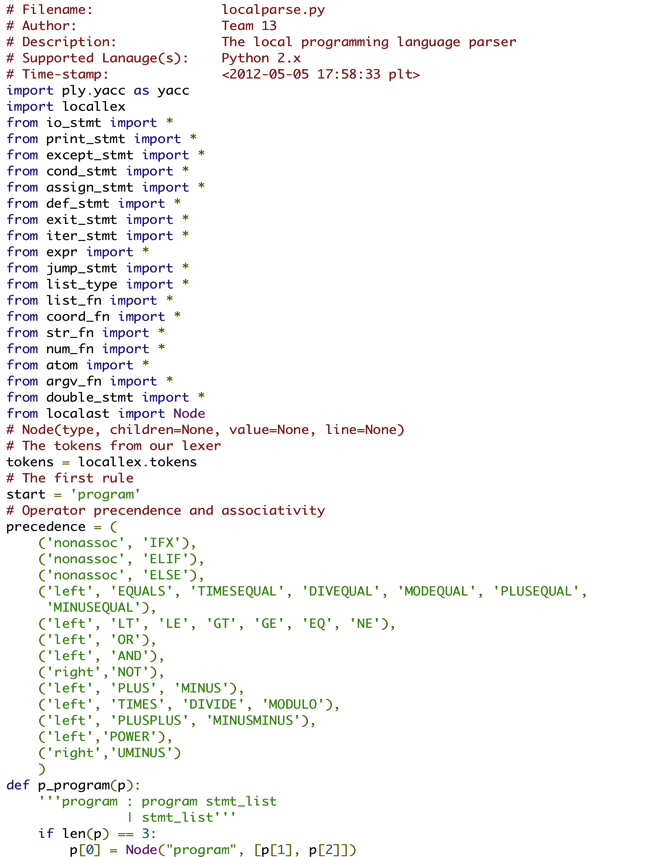 # Filename:                localparse.py
# Author:                  Team 13
# Description:             The local programming language parser
# Supported Lanauge(s):    Python 2.x
# Time-stamp:              <2012-05-05 17:58:33 plt>
import ply.yacc as yacc
import locallex
from io_stmt import *
from print_stmt import *
from except_stmt import *
from cond_stmt import *
from assign_stmt import *
from def_stmt import *
from exit_stmt import *
from iter_stmt import *
from expr import *
from jump_stmt import *
from list_type import *
from list_fn import *
from coord_fn import *
from str_fn import *
from num_fn import *
from atom import *
from argv_fn import *
from double_stmt import *
from localast import Node
# Node(type, children=None, value=None, line=None)
# The tokens from our lexer
tokens = locallex.tokens
# The first rule
start = 'program'
# Operator precendence and associativity
precedence = (
    ('nonassoc', 'IFX'),
    ('nonassoc', 'ELIF'),
    ('nonassoc', 'ELSE'),
    ('left', 'EQUALS', 'TIMESEQUAL', 'DIVEQUAL', 'MODEQUAL', 'PLUSEQUAL',
     'MINUSEQUAL'),
    ('left', 'LT', 'LE', 'GT', 'GE', 'EQ', 'NE'),
    ('left', 'OR'),
    ('left', 'AND'),
    ('right','NOT'),
    ('left', 'PLUS', 'MINUS'),
    ('left', 'TIMES', 'DIVIDE', 'MODULO'),
    ('left', 'PLUSPLUS', 'MINUSMINUS'),
    ('left','POWER'),
    ('right','UMINUS')
    )
def p_program(p):
    '''program : program stmt_list
               | stmt_list'''
    if len(p) == 3:
        p[0] = Node("program", [p[1], p[2]])